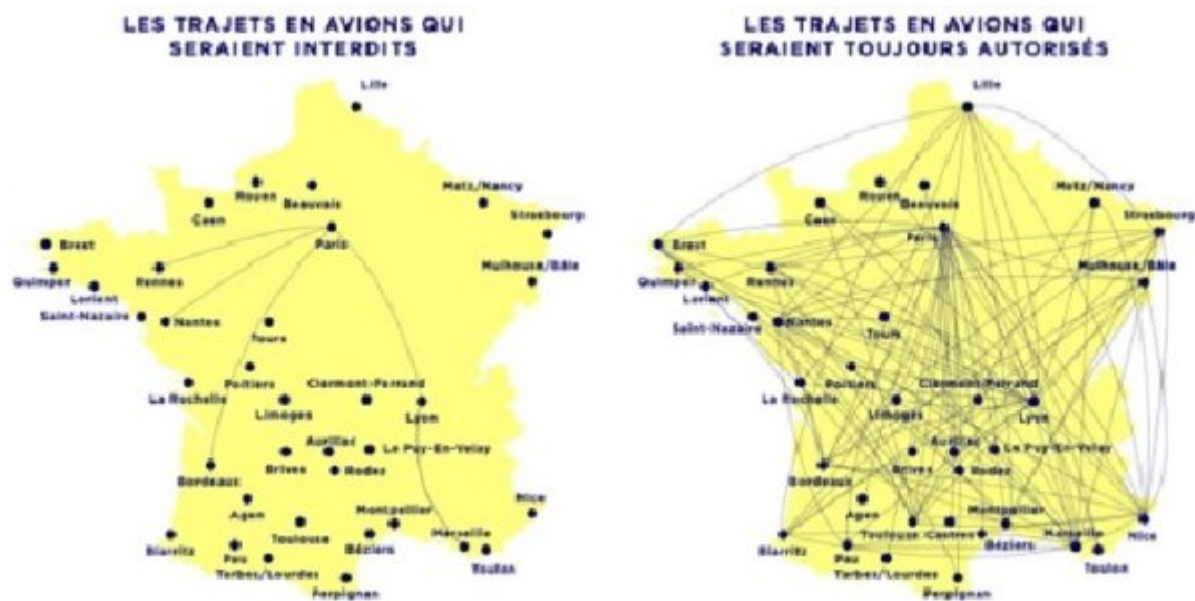 LES TRAJETS EN AVIONS QUI
SERAIENT INTERDITS
Lille
Rouen
Beauvais
Metz/Nancy
Caen
Strasbourg
Paris
Brest
Mulhouse/Bâle
Quimper
Rennes
Lorient
Saint-Nazaire
Nantes
Tours
Poitiers
Clermont-Ferrand
La Rochelle
Limoges
Lyon
Aurillac
Le Puy-En-Velay
Brives
Rodez
Bordeaux
Agen
Montpellier
Nice
Toulouse
Marseille
Biarritz
Pau
Béziers
Toulon
Tarbes/Lourdes
Perpignan
LES TRAJETS EN AVIONS QUI
SERAIENT TOUJOURS AUTORISÉS
Lille
Rouen
Beauvais
Metz/Nancy
Caen
Strasbourg
Paris
Brest
Mulhouse/Bâle
Quimper
Rennes
Lorient
Saint-Nazaire
Nantes
Tours
Poitiers
Clermont-Ferrand
La Rochelle
Limoges
Lyon
Aurillac
Le Puy-En-Velay
Brives
Rodez
Bordeaux
Agen
Montpellier
Toulouse
Castres
Marseille
Nice
Biarritz
Pau
Béziers
Toulon
Tarbes/Lourdes
Perpignan